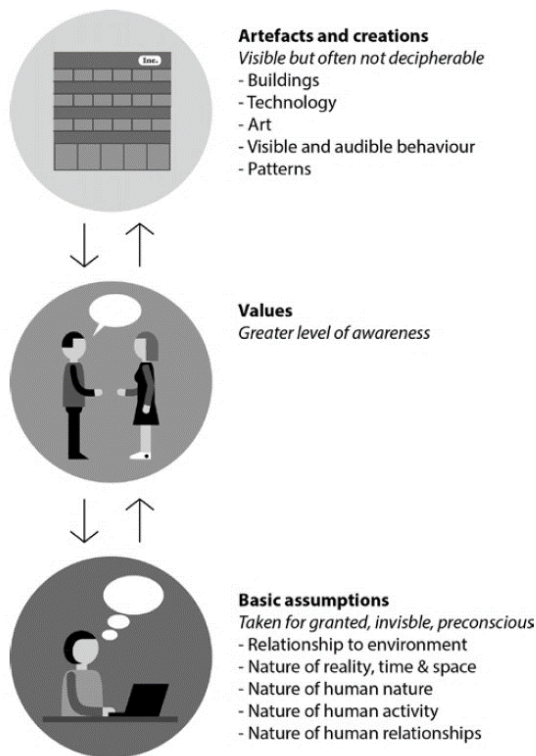 Inc.
Artefacts and creations
Visible but often not decipherable
- Buildings
- Technology
- Art
- Visible and audible behaviour
- Patterns
Values
Greater level of awareness
Basic assumptions
Taken for granted, invisble, preconscious
- Relationship to environment
- Nature of reality, time & space
- Nature of human nature
- Nature of human activity
- Nature of human relationships